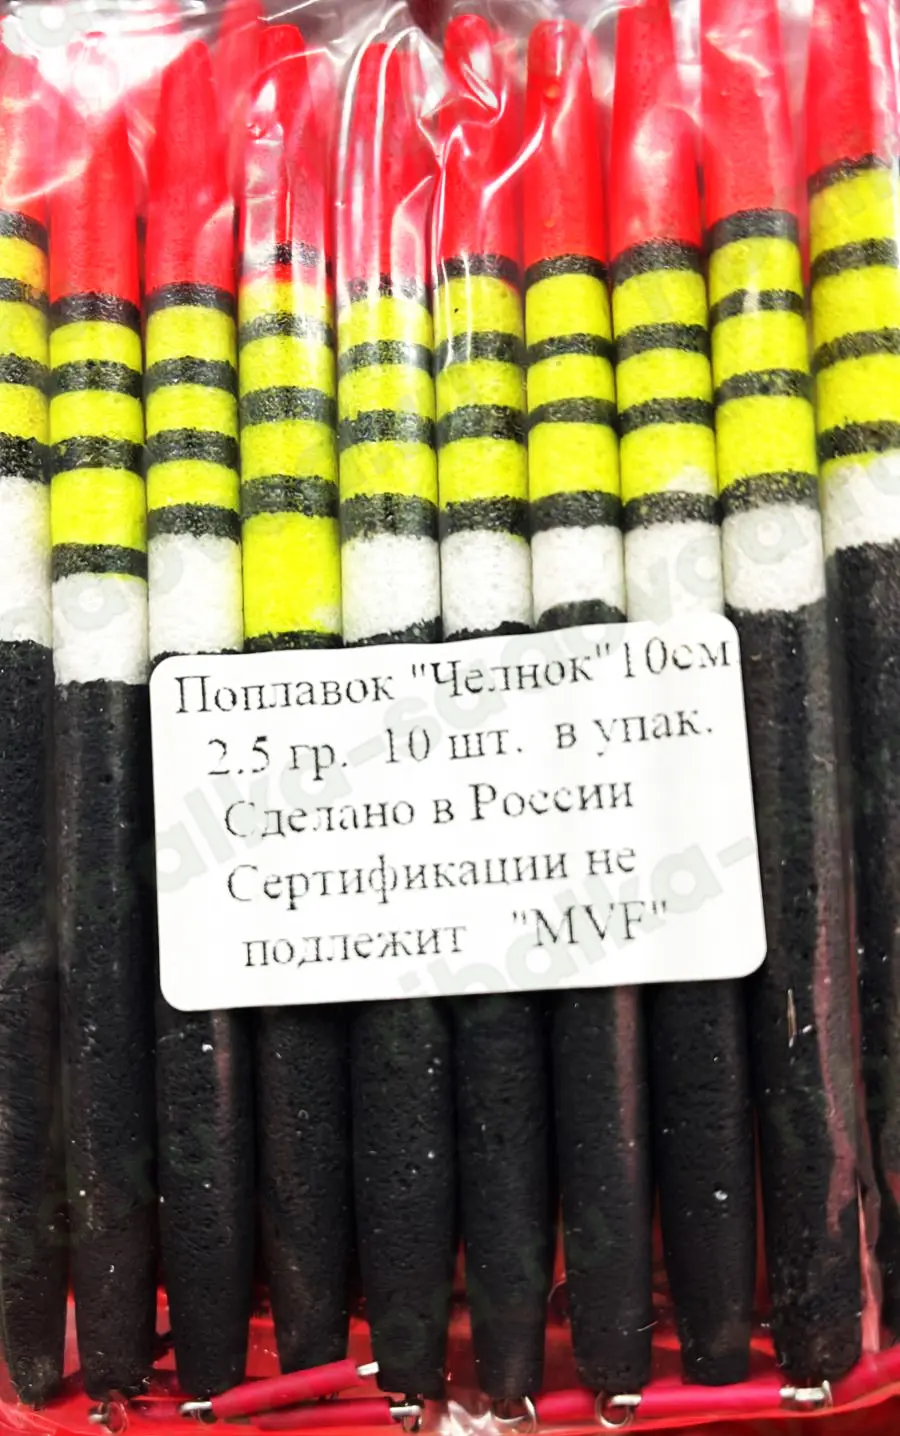 Поплавок "Челнок" 10см
2.5 гр. 10 шт. в упак.
Сделано в России
Сертификации не
подлежит "MVF"